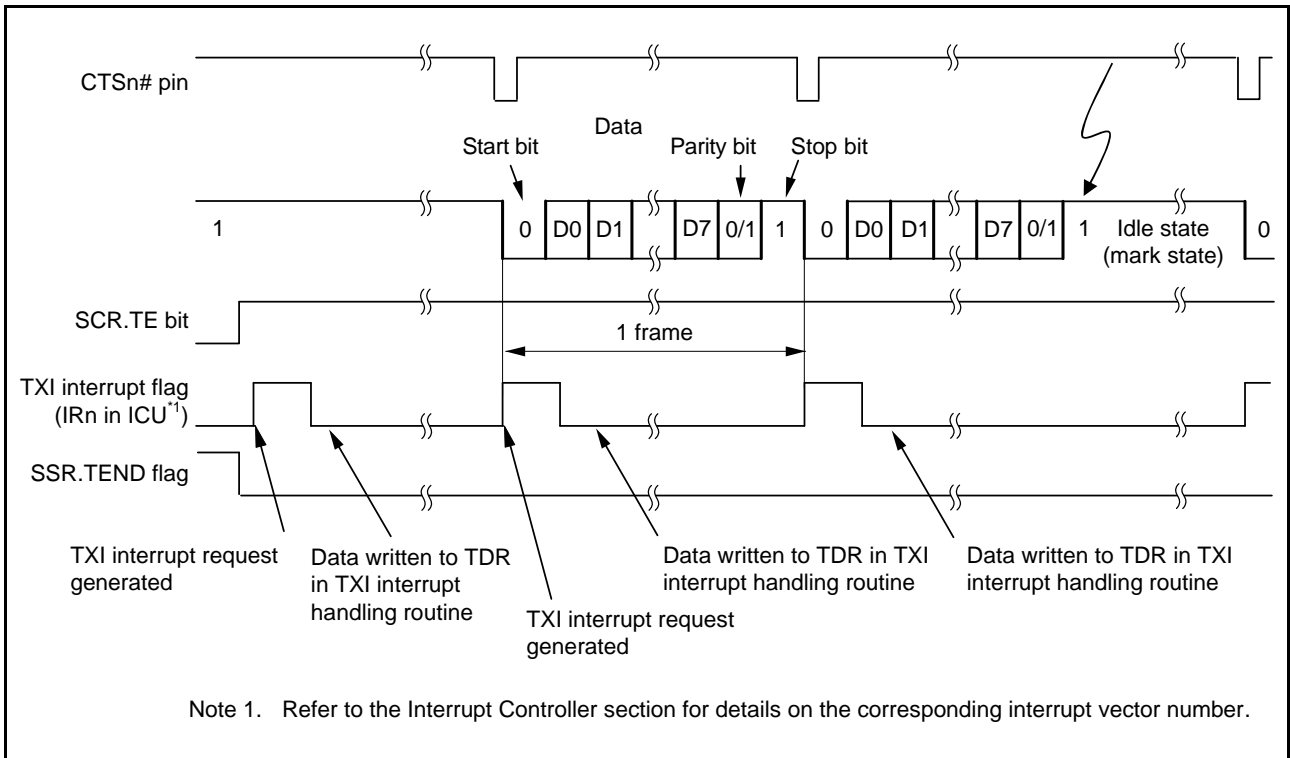 CTSn# pin
Data
Start bit
Parity bit
Stop bit
1
0
D0
D1
D7
0/1
1
0
D0
D1
D7
0/1
1
Idle state
(mark state)
0
SCR.TE bit
1 frame
TXI interrupt flag
(IRn in ICU*1)
SSR.TEND flag
TXI interrupt request
generated
Data written to TDR
in TXI interrupt
handling routine
TXI interrupt request
generated
Data written to TDR in TXI
interrupt handling routine
Data written to TDR in TXI
interrupt handling routine
Note 1. Refer to the Interrupt Controller section for details on the corresponding interrupt vector number.